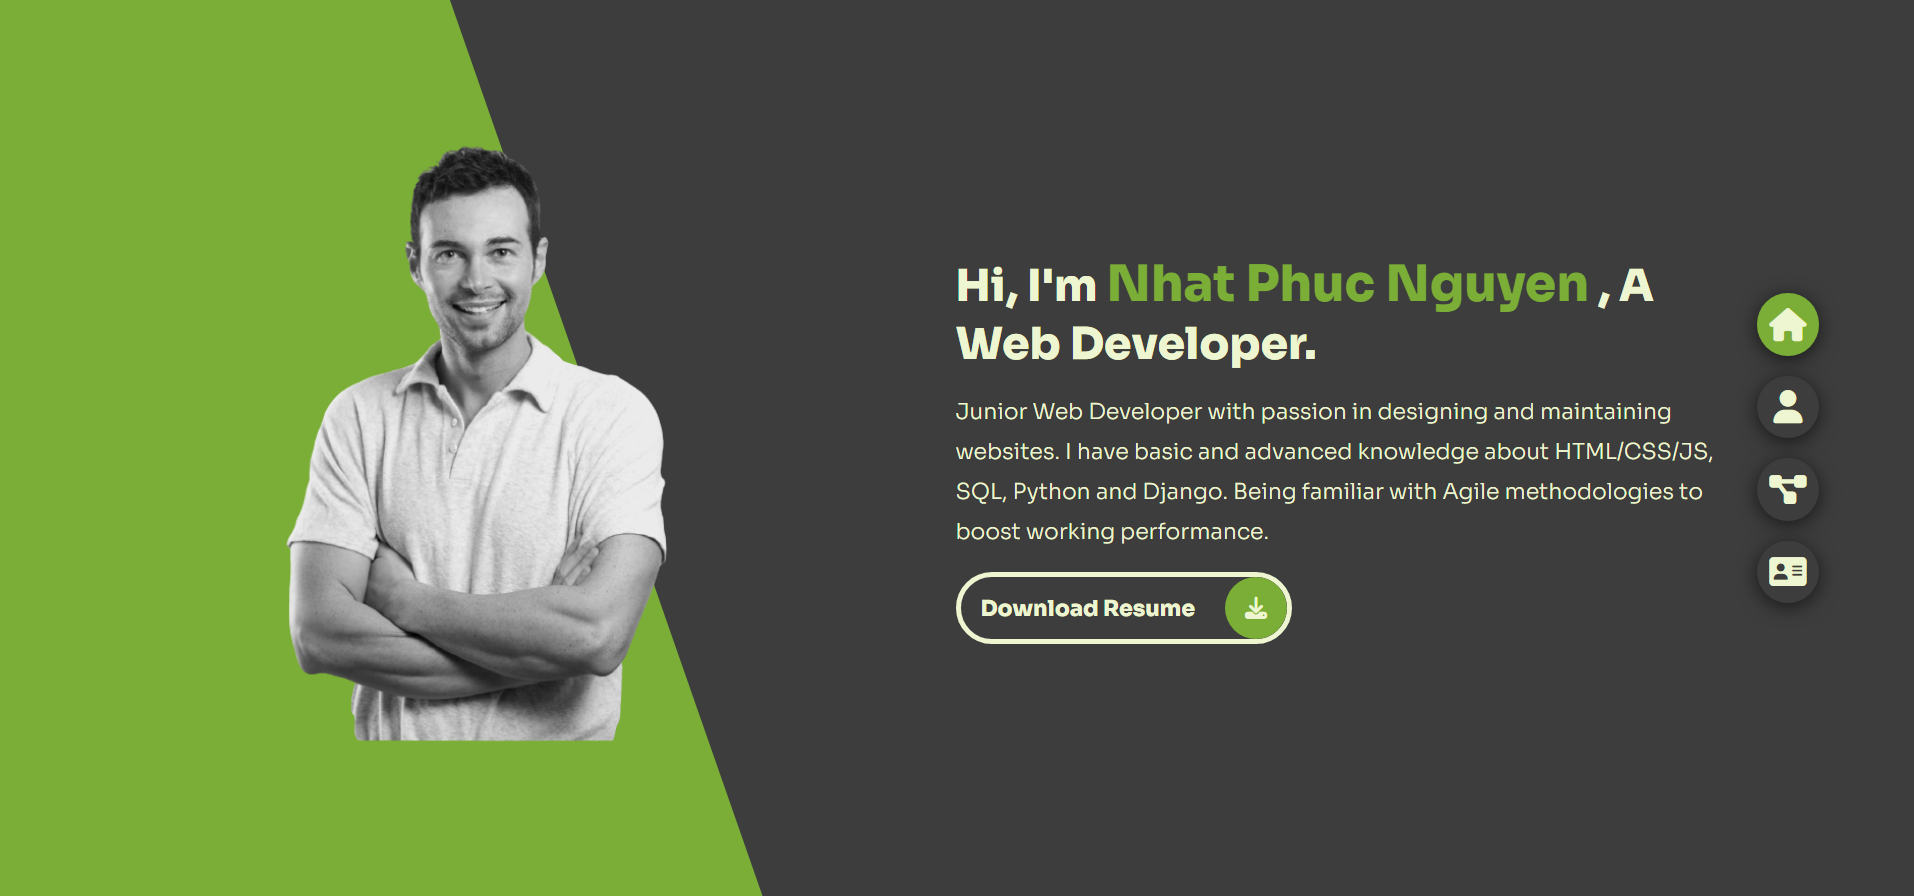 Hi, I'm Nhat Phuc Nguyen , A
Web Developer.
Junior Web Developer with passion in designing and maintaining
websites. I have basic and advanced knowledge about HTML/CSS/JS,
SQL, Python and Django. Being familiar with Agile methodologies to
boost working performance.
Download Resume